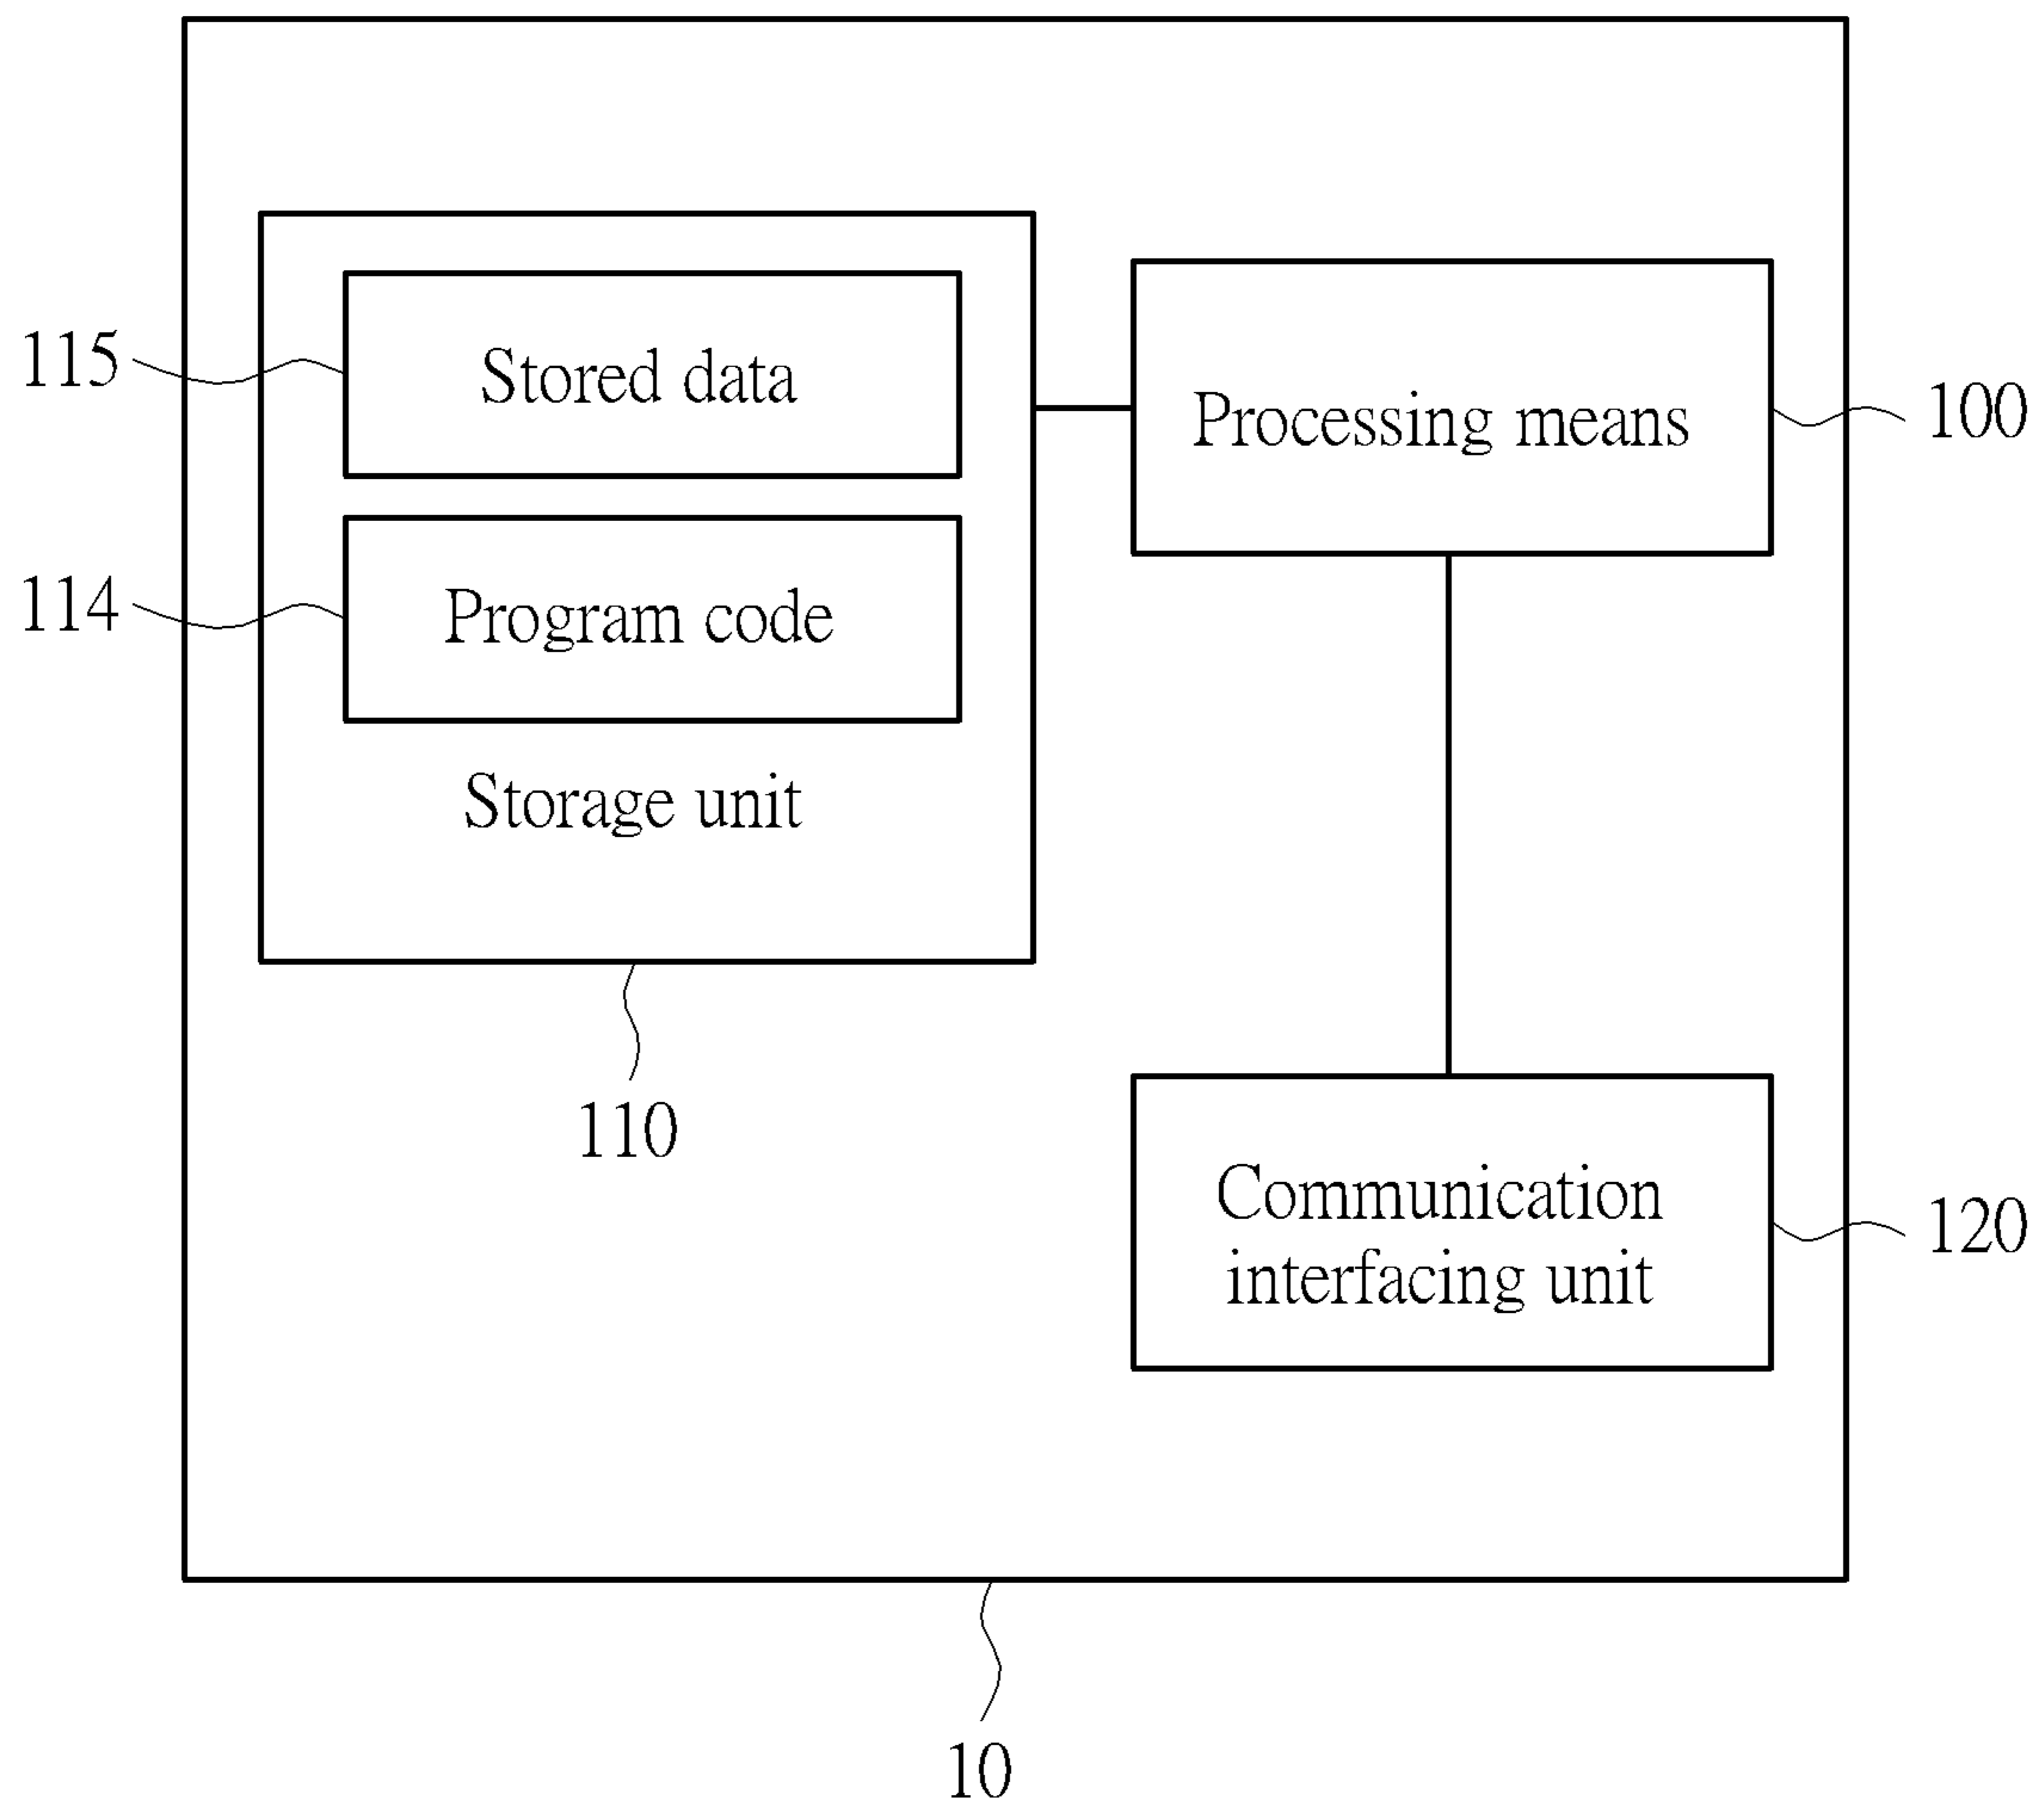 115
Stored data
Processing means
100
114
Program code
Storage unit
110
Communication
interfacing unit
120
10